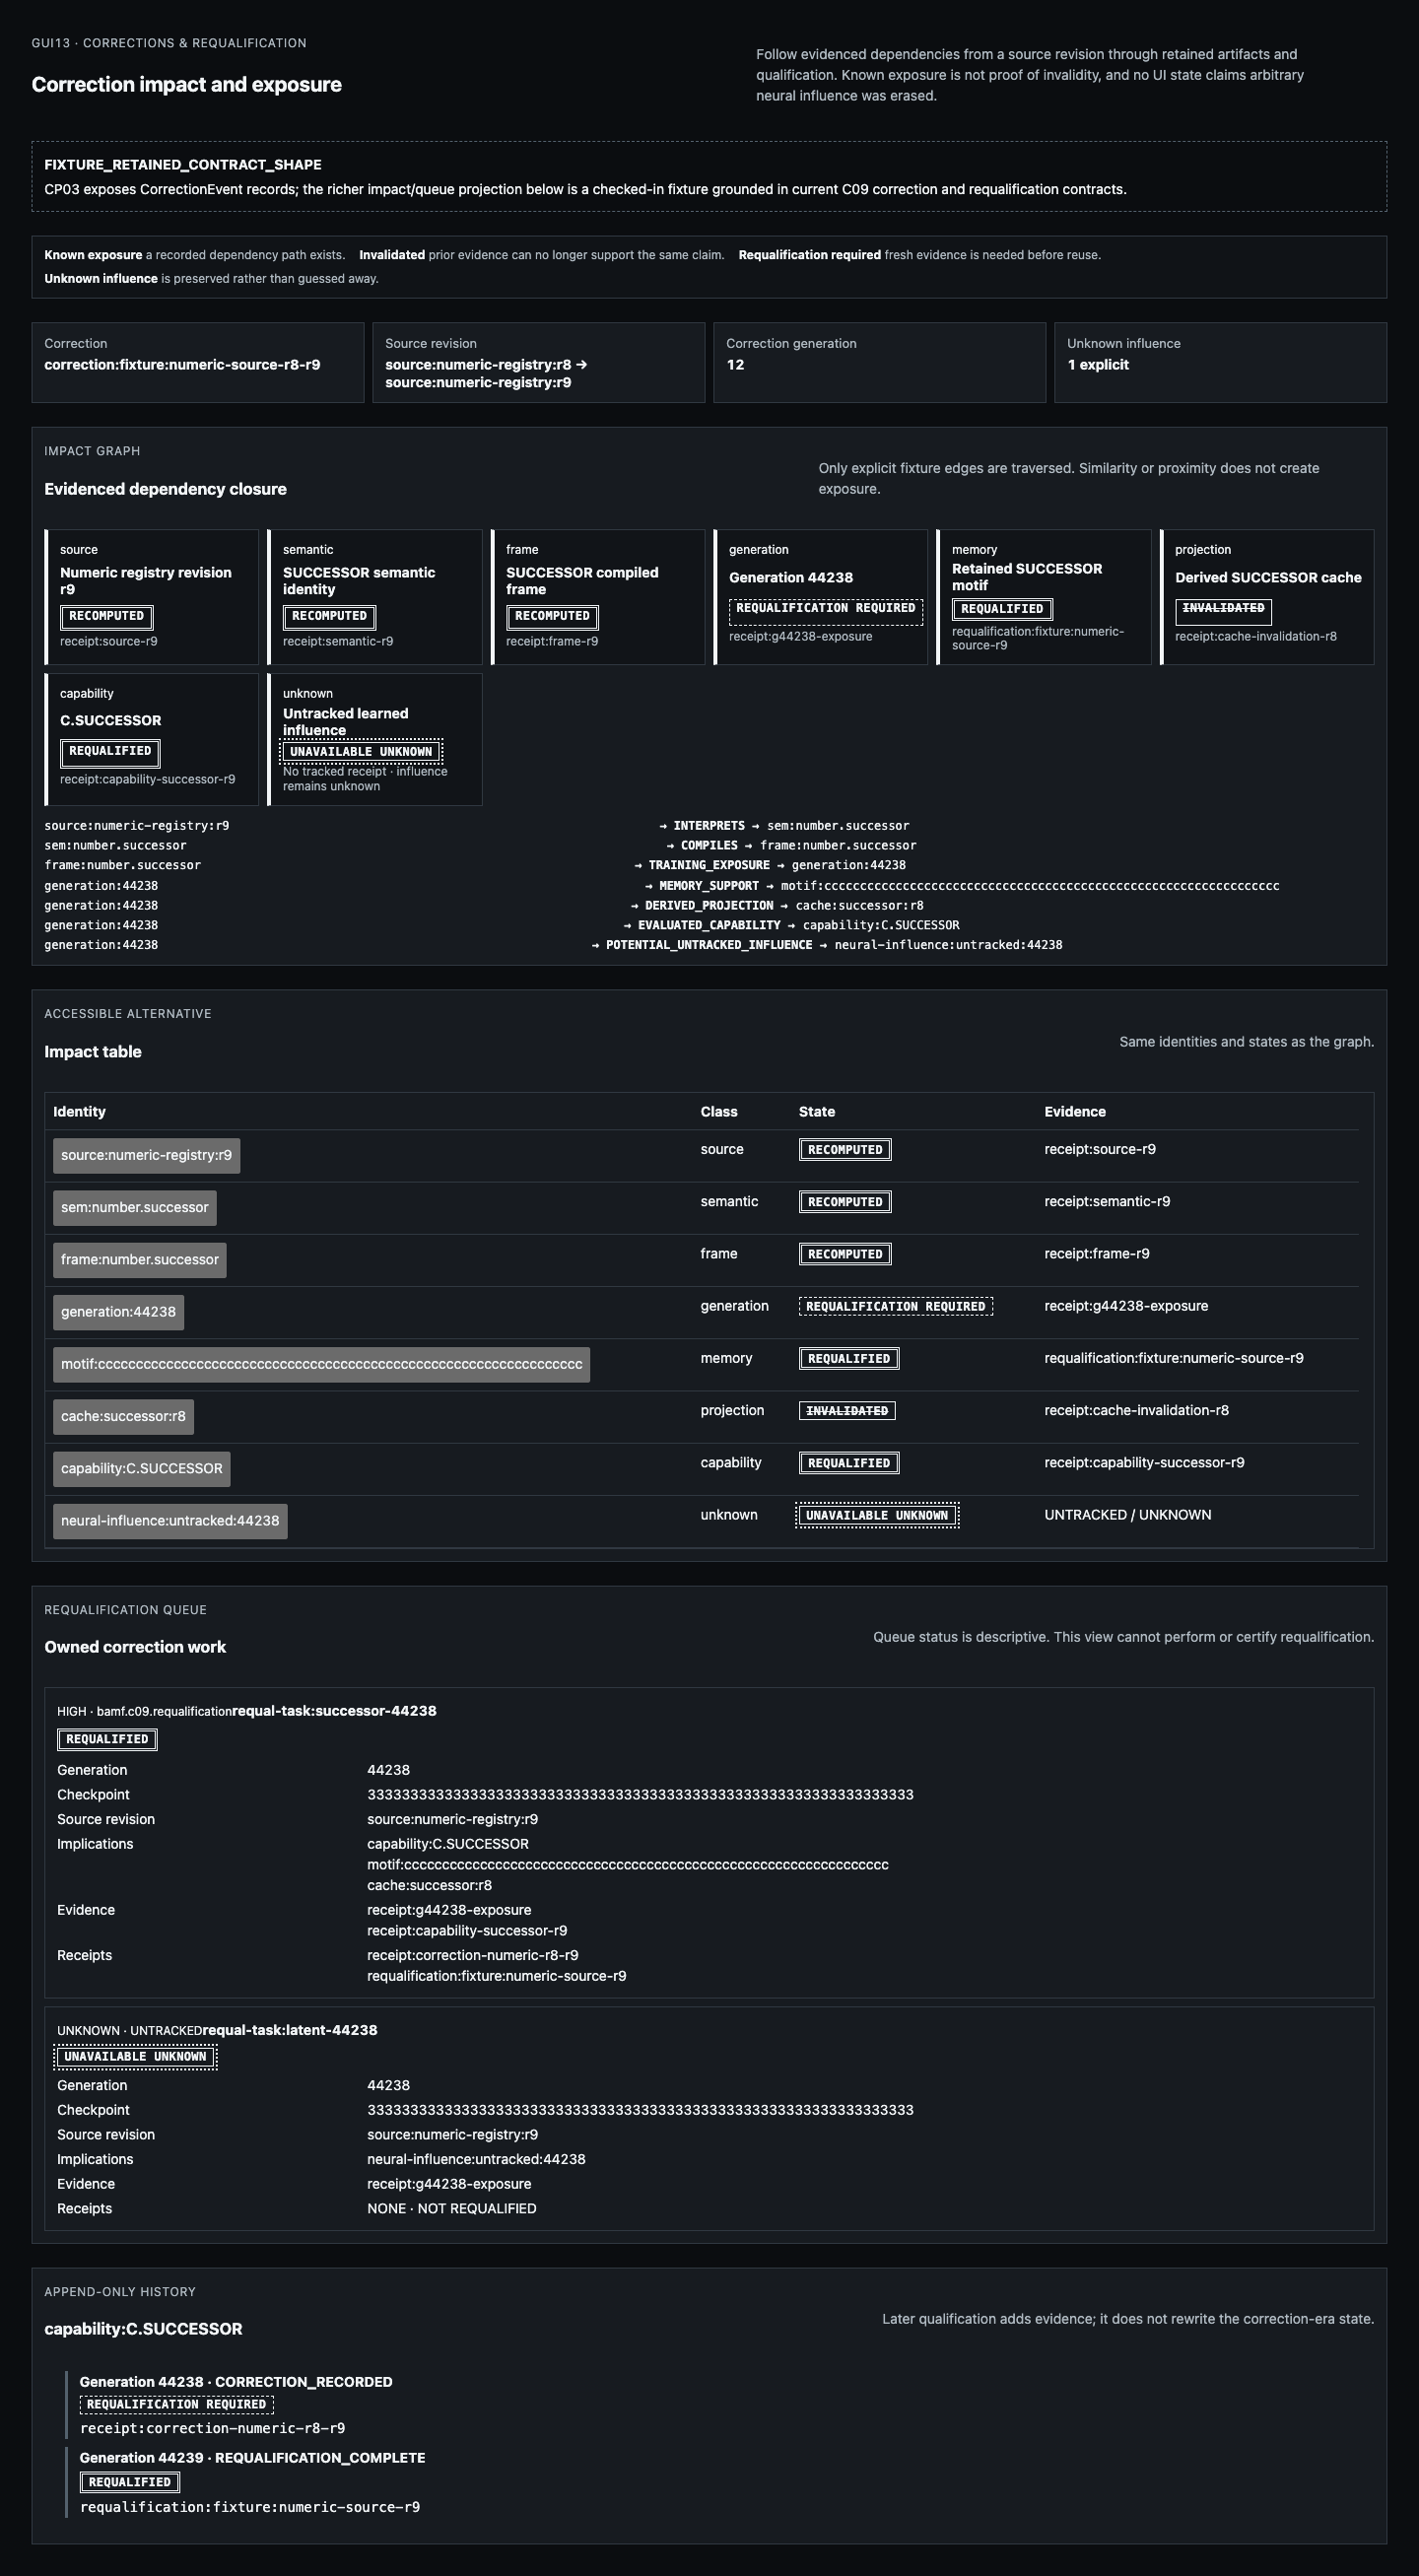 GUI13 · CORRECTIONS & REQUALIFICATION
Correction impact and exposure
Follow evidenced dependencies from a source revision through retained artifacts and
qualification. Known exposure is not proof of invalidity, and no UI state claims arbitrary
neural influence was erased.
FIXTURE_RETAINED_CONTRACT_SHAPE
CP03 exposes CorrectionEvent records; the richer impact/queue projection below is a checked-in fixture grounded in current C09 correction and requalification contracts.
Known exposure a recorded dependency path exists. Invalidated prior evidence can no longer support the same claim. Requalification required fresh evidence is needed before reuse.
Unknown influence is preserved rather than guessed away.
Correction
correction:fixture:numeric-source-r8-r9
Source revision
source:numeric-registry:r8 →
source:numeric-registry:r9
Correction generation
12
Unknown influence
1 explicit
IMPACT GRAPH
Evidenced dependency closure
Only explicit fixture edges are traversed. Similarity or proximity does not create
exposure.
source
Numeric registry revision
r9
RECOMPUTED
receipt:source-r9
semantic
SUCCESSOR semantic
identity
RECOMPUTED
receipt:semantic-r9
frame
SUCCESSOR compiled
frame
RECOMPUTED
receipt:frame-r9
generation
Generation 44238
REQUALIFICATION REQUIRED
receipt:g44238-exposure
memory
Retained SUCCESSOR
motif
REQUALIFIED
requalification:fixture:numeric-
source-r9
projection
Derived SUCCESSOR cache
INVALIDATED
receipt:cache-invalidation-r8
capability
C.SUCCESSOR
REQUALIFIED
receipt:capability-successor-r9
unknown
Untracked learned
influence
UNAVAILABLE UNKNOWN
No tracked receipt · influence
remains unknown
source:numeric-registry:r9 → INTERPRETS → sem:number.successor
sem:number.successor → COMPILES → frame:number.successor
frame:number.successor → TRAINING_EXPOSURE → generation:44238
generation:44238 → MEMORY_SUPPORT → motif:cccccccccccccccccccccccccccccccccccccccccccccccccccccccccccccccc
generation:44238 → DERIVED_PROJECTION → cache:successor:r8
generation:44238 → EVALUATED_CAPABILITY → capability:C.SUCCESSOR
generation:44238 → POTENTIAL_UNTRACKED_INFLUENCE → neural-influence:untracked:44238
ACCESSIBLE ALTERNATIVE
Impact table
Same identities and states as the graph.
Identity Class State Evidence
source:numeric-registry:r9 source RECOMPUTED receipt:source-r9
sem:number.successor semantic RECOMPUTED receipt:semantic-r9
frame:number.successor frame RECOMPUTED receipt:frame-r9
generation:44238 generation REQUALIFICATION REQUIRED receipt:g44238-exposure
motif:cccccccccccccccccccccccccccccccccccccccccccccccccccccccccccccccc memory REQUALIFIED requalification:fixture:numeric-source-r9
cache:successor:r8 projection INVALIDATED receipt:cache-invalidation-r8
capability:C.SUCCESSOR capability REQUALIFIED receipt:capability-successor-r9
neural-influence:untracked:44238 unknown UNAVAILABLE UNKNOWN UNTRACKED / UNKNOWN
REQUALIFICATION QUEUE
Owned correction work
Queue status is descriptive. This view cannot perform or certify requalification.
HIGH · bamf.c09.requalificationrequal-task:successor-44238
REQUALIFIED
Generation 44238
Checkpoint 3333333333333333333333333333333333333333333333333333333333333333
Source revision source:numeric-registry:r9
Implications capability:C.SUCCESSOR
motif:cccccccccccccccccccccccccccccccccccccccccccccccccccccccccccccccc
cache:successor:r8
Evidence receipt:g44238-exposure
receipt:capability-successor-r9
Receipts receipt:correction-numeric-r8-r9
requalification:fixture:numeric-source-r9
UNKNOWN · UNTRACKEDrequal-task:latent-44238
UNAVAILABLE UNKNOWN
Generation 44238
Checkpoint 3333333333333333333333333333333333333333333333333333333333333333
Source revision source:numeric-registry:r9
Implications neural-influence:untracked:44238
Evidence receipt:g44238-exposure
Receipts NONE · NOT REQUALIFIED
APPEND-ONLY HISTORY
capability:C.SUCCESSOR
Later qualification adds evidence; it does not rewrite the correction-era state.
Generation 44238 · CORRECTION_RECORDED
REQUALIFICATION REQUIRED
receipt:correction-numeric-r8-r9
Generation 44239 · REQUALIFICATION_COMPLETE
REQUALIFIED
requalification:fixture:numeric-source-r9